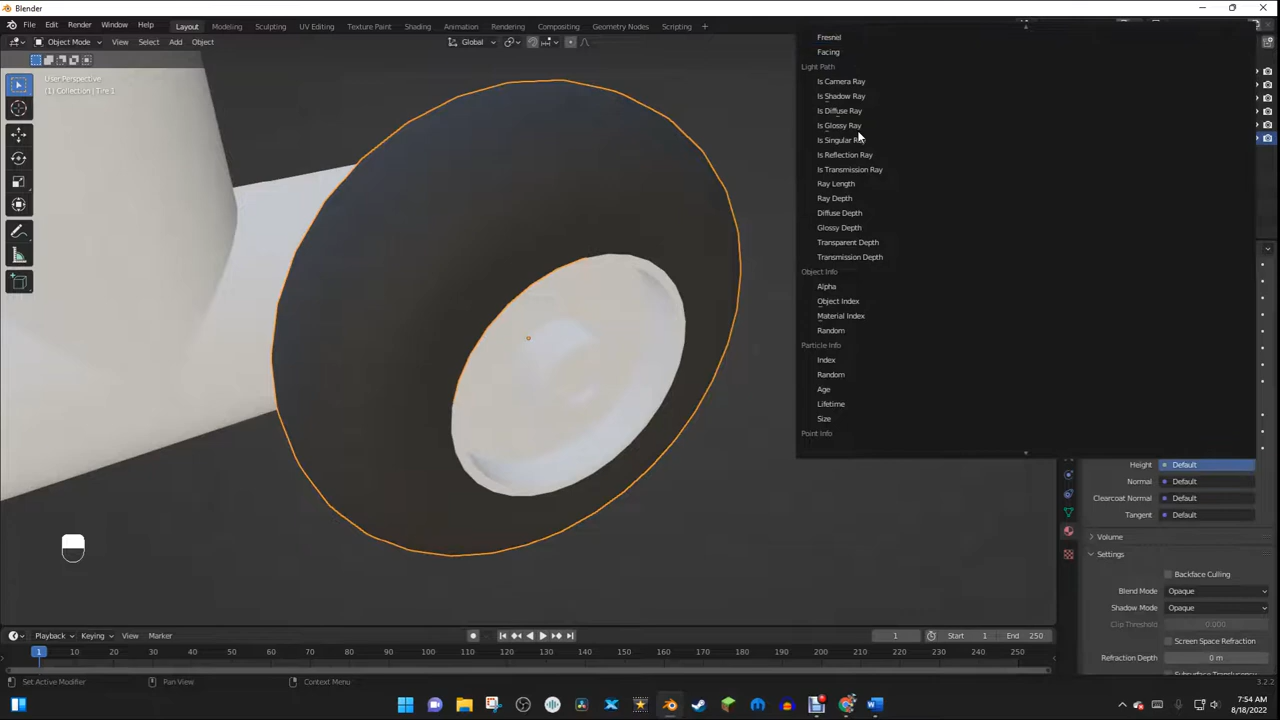 Blender
File Edit Render Window Help Layout Modeling Sculpting UV Editing Texture Paint Shading Animation Rendering Compositing Geometry Nodes Scripting +
Object Mode View Select Add Object Global
User Perspective
(1) Collection | Tire 1
Fresnel
Facing
Light Path
Is Camera Ray
Is Shadow Ray
Is Diffuse Ray
Is Glossy Ray
Is Singular Ray
Is Reflection Ray
Is Transmission Ray
Ray Length
Ray Depth
Diffuse Depth
Glossy Depth
Transparent Depth
Transmission Depth
Object Info
Alpha
Object Index
Material Index
Random
Particle Info
Index
Random
Age
Lifetime
Size
Point Info
Height Default
Normal Default
Clearcoat Normal Default
Tangent Default
Volume
Settings
Backface Culling
Blend Mode Opaque
Shadow Mode Opaque
Clip Threshold 0.000
Screen Space Refraction
Refraction Depth 0 m
Playback Keying View Marker 1 Start 1 End 250
1 10 20 30 40 50 60 70 80 90 100 110 120 130 140 150 160 170 180 190 200 210 220 230 240 250
Set Active Modifier Pan View Context Menu 3.2.2
7:54 AM
8/18/2022